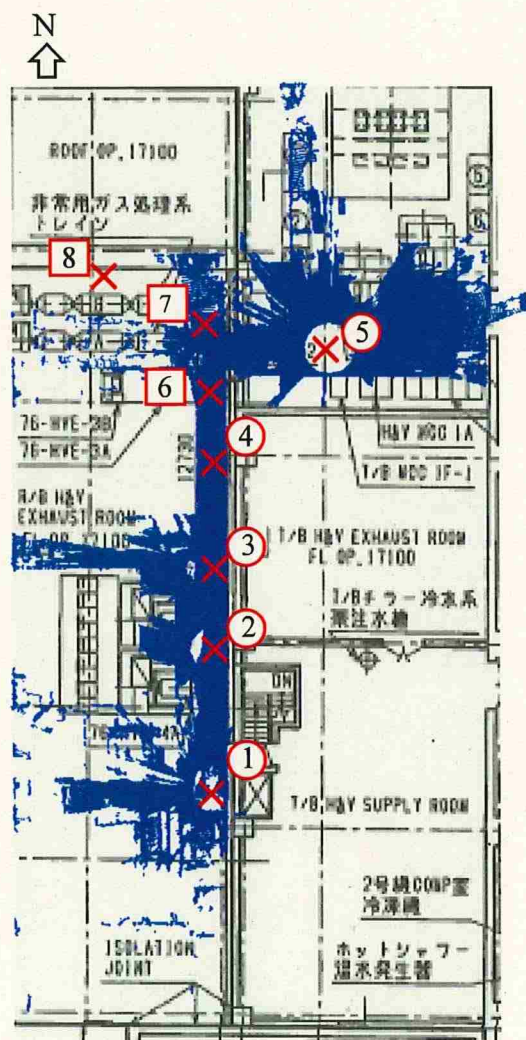 N
ROOF OP.17100
非常用ガス処理系
トレイン
8
7
5
6
5
6
4
76-HVE-3B
76-HVE-3A
12730
H&V MCC 1A
T/B MCC 1F-1
R/B H&V
EXHAUST ROOM
3
T/B H&V EXHAUST ROOM
FL OP.17100
T/Bチラー冷水系
薬注水槽
2
DN
1
T/B H&V SUPPLY ROOM
2号機COMP室
冷凍機
ISOLATION
JOINT
ホットシャワー
温水発生器